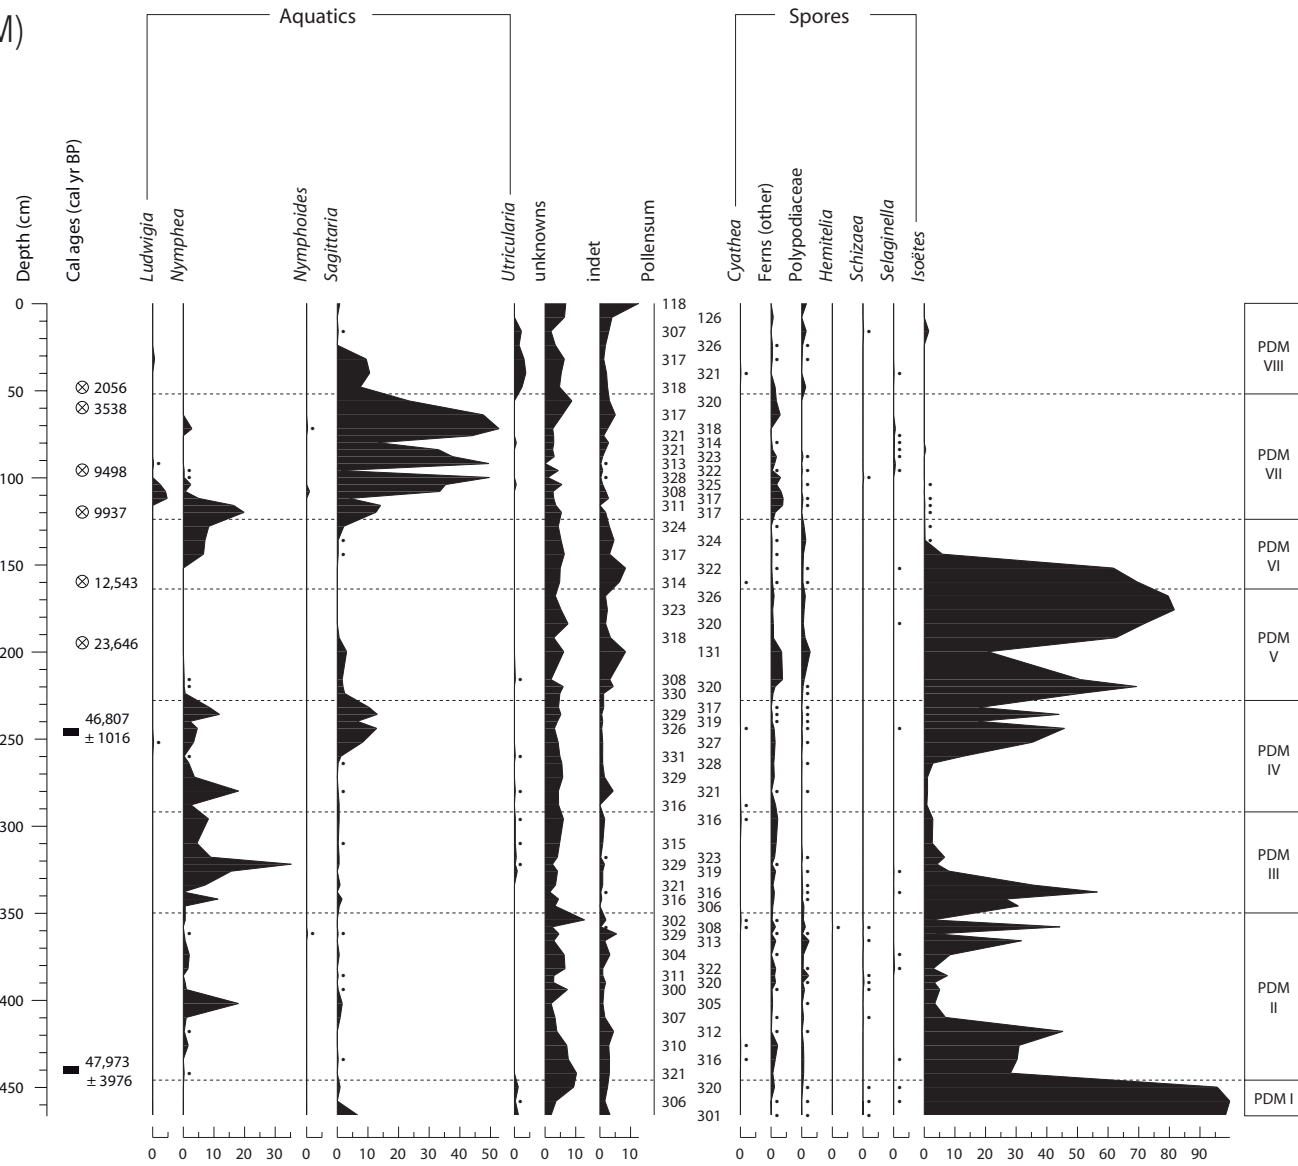 M)
Aquatics
Spores
Depth (cm)
Cal ages (cal yr BP)
Ludwigia
Nymphea
Nymphoides
Sagittaria
Utricularia
unknowns
indet
Pollensum
Cyathea
Ferns (other)
Polypodiaceae
Hemitelia
Schizaea
Selaginella
Isoëtes
0
50
100
150
200
250
300
350
400
450
2056
3538
9498
9937
12,543
23,646
46,807
± 1016
47,973
± 3976
118
126
307
326
317
321
318
320
317
318
321
314
321
323
313
322
328
325
308
317
311
317
324
324
317
322
314
326
323
320
318
131
308
320
330
317
329
319
326
327
331
328
329
321
316
316
315
323
329
319
321
316
316
306
302
308
329
313
304
322
311
320
300
305
307
312
310
316
321
320
306
301
PDM
VIII
PDM
VII
PDM
VI
PDM
V
PDM
IV
PDM
III
PDM
II
PDM I
0 0 10 20 30 0 0 10 20 30 40 50 0 0 10 0 10 0 0 0 0 0 0 0 10 20 30 40 50 60 70 80 90